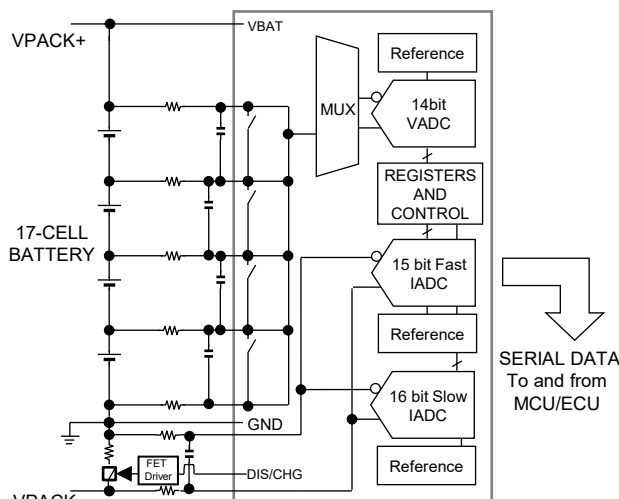 VPACK+
VBAT
Reference
MUX
14bit
VADC
REGISTERS
AND
CONTROL
17-CELL
BATTERY
15 bit Fast
IADC
Reference
SERIAL DATA
To and from
MCU/ECU
16 bit Slow
IADC
GND
FET
Driver
DIS/CHG
Reference
VPACK